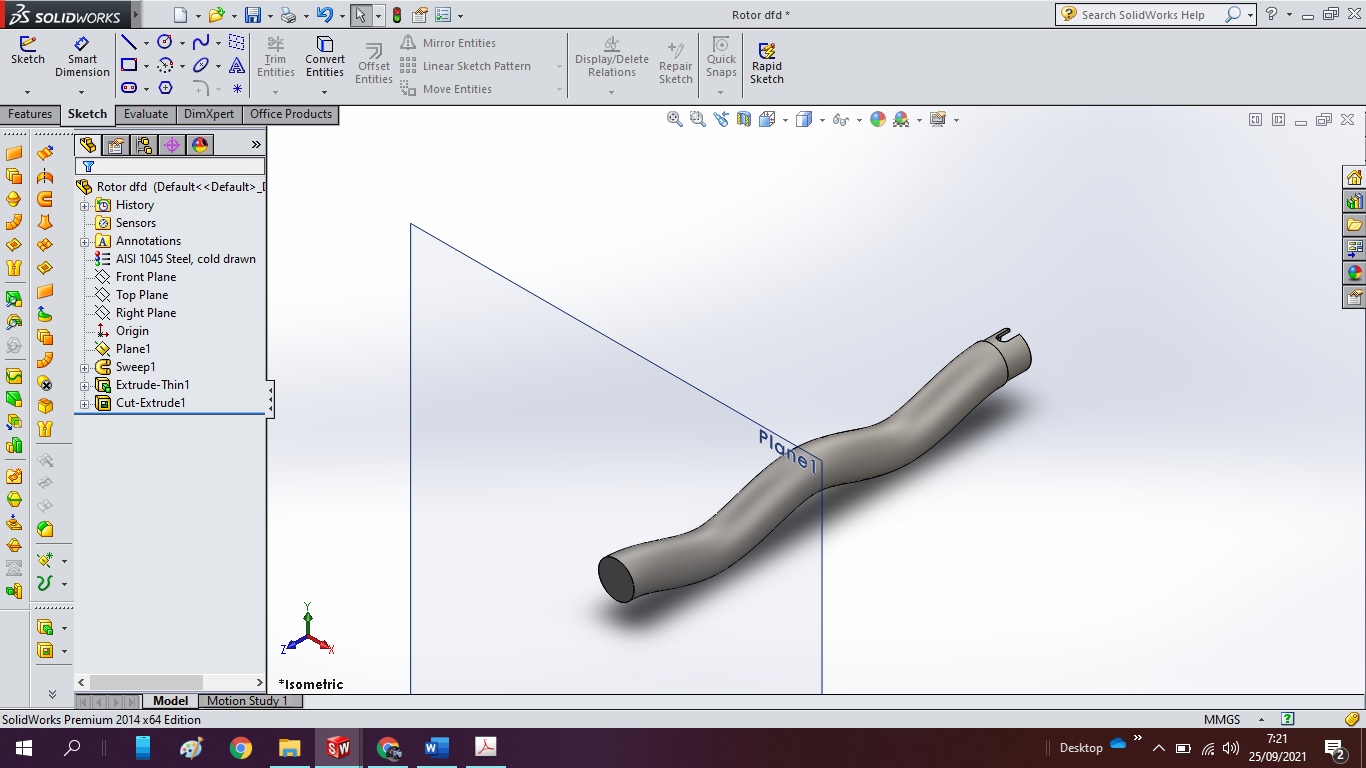 SOLIDWORKS
Rotor dfd *
Search SolidWorks Help
Sketch
Smart Dimension
Trim Entities
Convert Entities
Offset Entities
Mirror Entities
Linear Sketch Pattern
Move Entities
Display/Delete Relations
Repair Sketch
Quick Snaps
Rapid Sketch
Features Sketch Evaluate DimXpert Office Products
Rotor dfd (Default<<Default>_
History
Sensors
Annotations
AISI 1045 Steel, cold drawn
Front Plane
Top Plane
Right Plane
Origin
Plane1
Sweep1
Extrude-Thin1
Cut-Extrude1
Plane1
Y
Z
X
*Isometric
Model Motion Study 1
SolidWorks Premium 2014 x64 Edition
MMGS
Desktop
7:21
25/09/2021
2